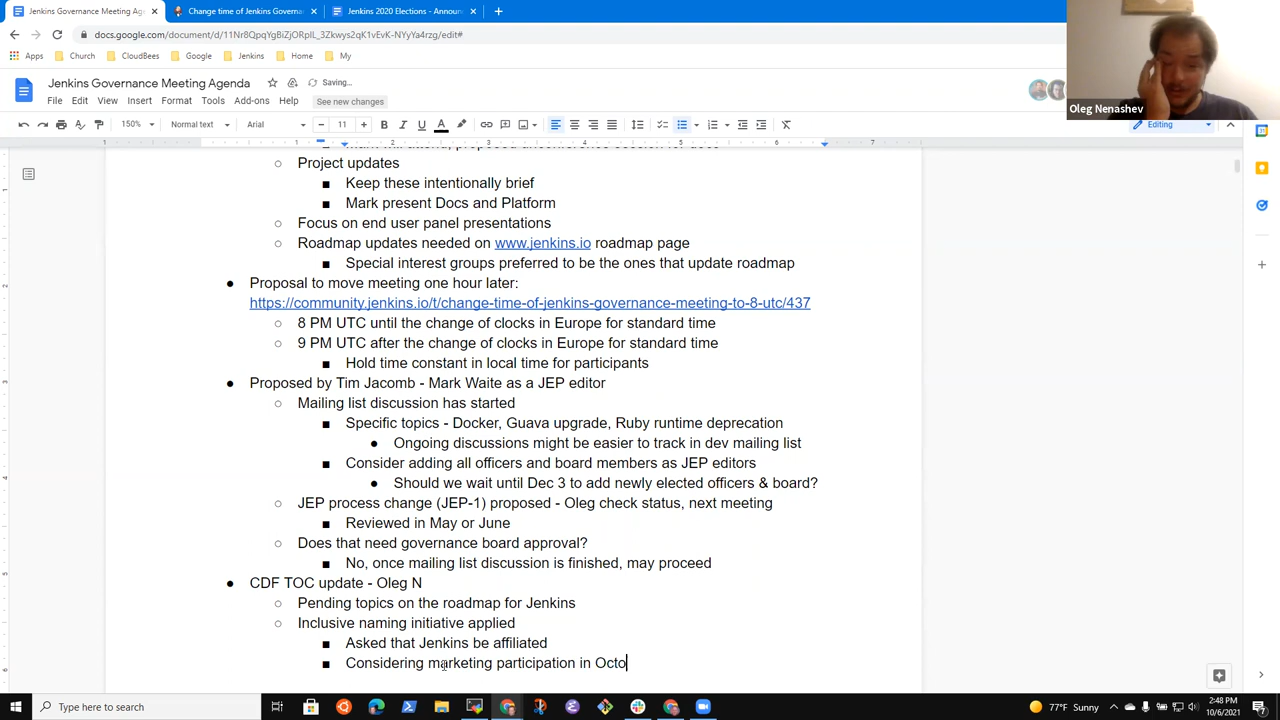 Jenkins Governance Meeting Age
Change time of Jenkins Governa
Jenkins 2020 Elections - Announ
docs.google.com/document/d/11Nr8QpqYgBiZjORplL_3Zkwys2qK1vEvK-NYyYa4rzg/edit#
Apps
Church
CloudBees
Google
Jenkins
Home
My
Oleg Nenashev
Jenkins Governance Meeting Agenda
Saving...
File Edit View Insert Format Tools Add-ons Help
See new changes
150% Normal text Arial 11
Editing
Project updates
Keep these intentionally brief
Mark present Docs and Platform
Focus on end user panel presentations
Roadmap updates needed on www.jenkins.io roadmap page
Special interest groups preferred to be the ones that update roadmap
Proposal to move meeting one hour later:
https://community.jenkins.io/t/change-time-of-jenkins-governance-meeting-to-8-utc/437
8 PM UTC until the change of clocks in Europe for standard time
9 PM UTC after the change of clocks in Europe for standard time
Hold time constant in local time for participants
Proposed by Tim Jacomb - Mark Waite as a JEP editor
Mailing list discussion has started
Specific topics - Docker, Guava upgrade, Ruby runtime deprecation
Ongoing discussions might be easier to track in dev mailing list
Consider adding all officers and board members as JEP editors
Should we wait until Dec 3 to add newly elected officers & board?
JEP process change (JEP-1) proposed - Oleg check status, next meeting
Reviewed in May or June
Does that need governance board approval?
No, once mailing list discussion is finished, may proceed
CDF TOC update - Oleg N
Pending topics on the roadmap for Jenkins
Inclusive naming initiative applied
Asked that Jenkins be affiliated
Considering marketing participation in Octo
Type here to search
77°F Sunny
2:48 PM
10/6/2021